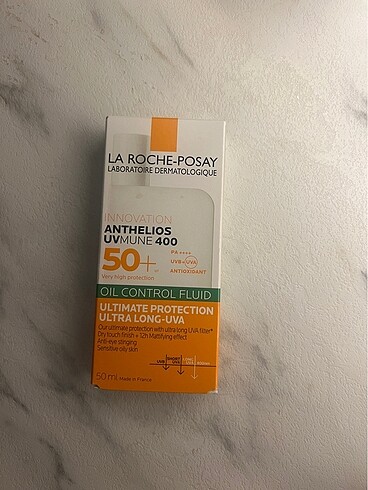 LA ROCHE-POSAY
LABORATOIRE DERMATOLOGIQUE
INNOVATION
ANTHELIOS
UVMUNE 400
50+
Very high protection
PA ++++
UVB+UVA
ANTIOXIDANT
OIL CONTROL FLUID
ULTIMATE PROTECTION
ULTRA LONG-UVA
Our ultimate protection with ultra long UVA filter*
Dry touch finish + 12h Mattifying effect
Anti-eye stinging
Sensitive oily skin
UVB SHORT UVA LONG UVA
50 ml Made in France